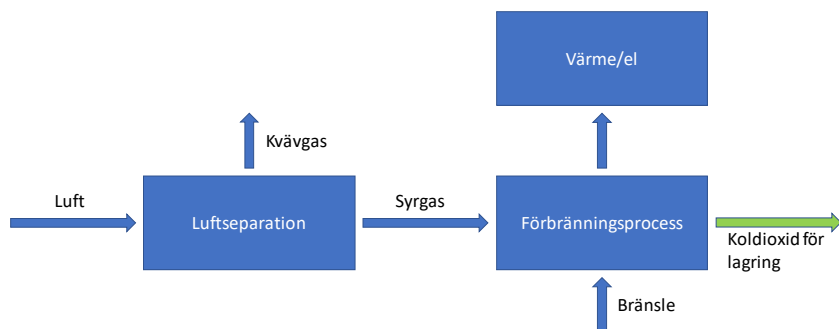 Värme/el
Kvävgas
Luft
Luftseparation
Syrgas
Förbränningsprocess
Koldioxid för
lagring
Bränsle